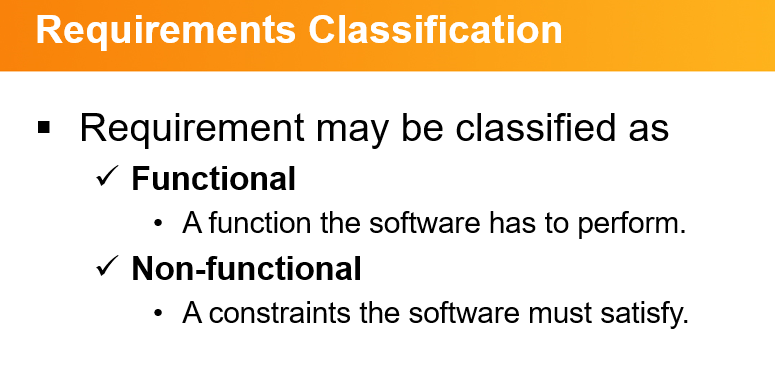 Requirements Classification
▪ Requirement may be classified as
✓ Functional
• A function the software has to perform.
✓ Non-functional
• A constraints the software must satisfy.